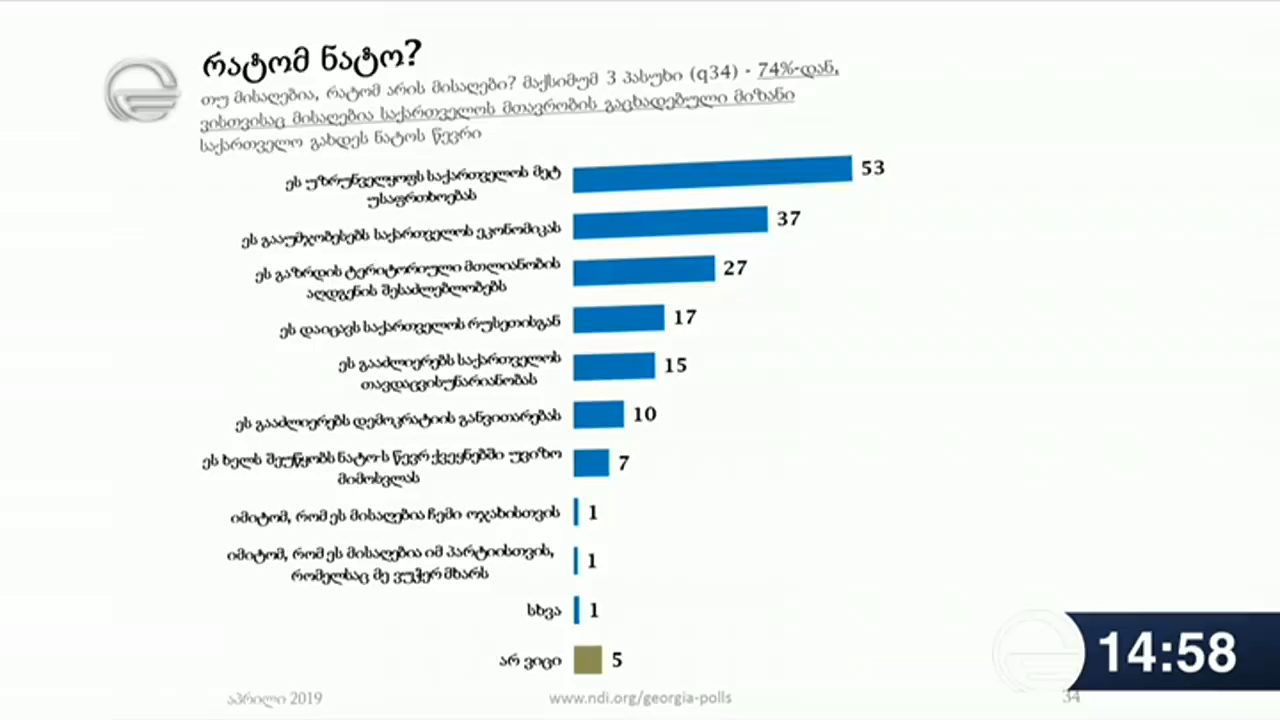 რატომ ნატო?
თუ მისაღებია, რატომ არის მისაღები? მაქსიმუმ 3 პასუხი (q34) - 74%-დან,
ვისთვისაც მისაღებია საქართველოს მთავრობის გაცხადებული მიზანი
საქართველო გახდეს ნატოს წევრი
ეს უზრუნველყოფს საქართველოს მეტ
უსაფრთხოებას
53
ეს გააუმჯობესებს საქართველოს ეკონომიკას
37
ეს გაზრდის ტერიტორიული მთლიანობის
აღდგენის შესაძლებლობებს
27
ეს დაიცავს საქართველოს რუსეთისგან
17
ეს გააძლიერებს საქართველოს
თავდაცვისუნარიანობას
15
ეს გააძლიერებს დემოკრატიის განვითარებას
10
ეს ხელს შეუწყობს ნატო-ს წევრ ქვეყნებში უვიზო
მიმოსვლას
7
იმიტომ, რომ ეს მისაღებია ჩემი ოჯახისთვის
1
იმიტომ, რომ ეს მისაღებია იმ პარტიისთვის,
რომელსაც მე ვუჭერ მხარს
1
სხვა
1
არ ვიცი
5
აპრილი 2019
www.ndi.org/georgia-polls
34
14:58